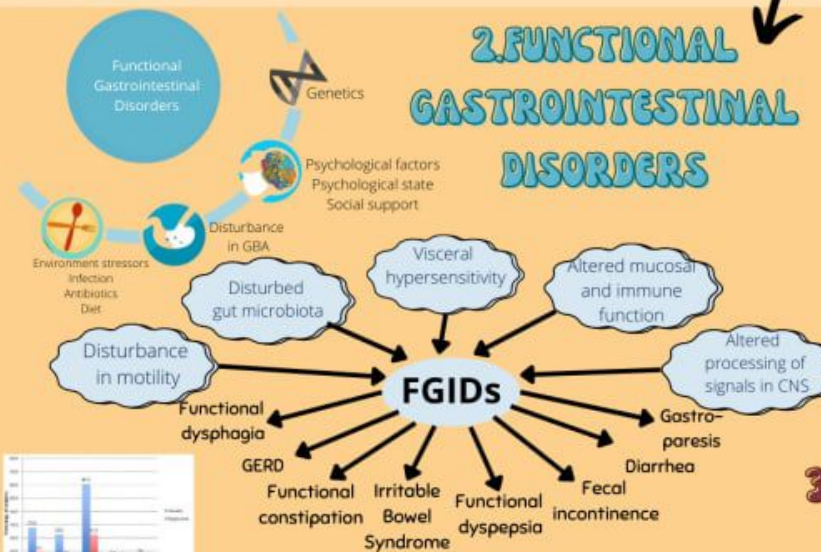 2.FUNCTIONAL
GASTROINTESTINAL
DISORDERS
Functional
Gastrointestinal
Disorders
Genetics
Psychological factors
Psychological state
Social support
Disturbance
in GBA
Environment stressors
Infection
Antibiotics
Diet
Disturbance
in motility
Disturbed
gut microbiota
Visceral
hypersensitivity
Altered mucosal
and immune
function
Altered
processing of
signals in CNS
FGIDs
Functional
dysphagia
GERD
Functional
constipation
Irritable
Bowel
Syndrome
Functional
dyspepsia
Fecal
incontinence
Diarrhea
Gastro-
paresis
3